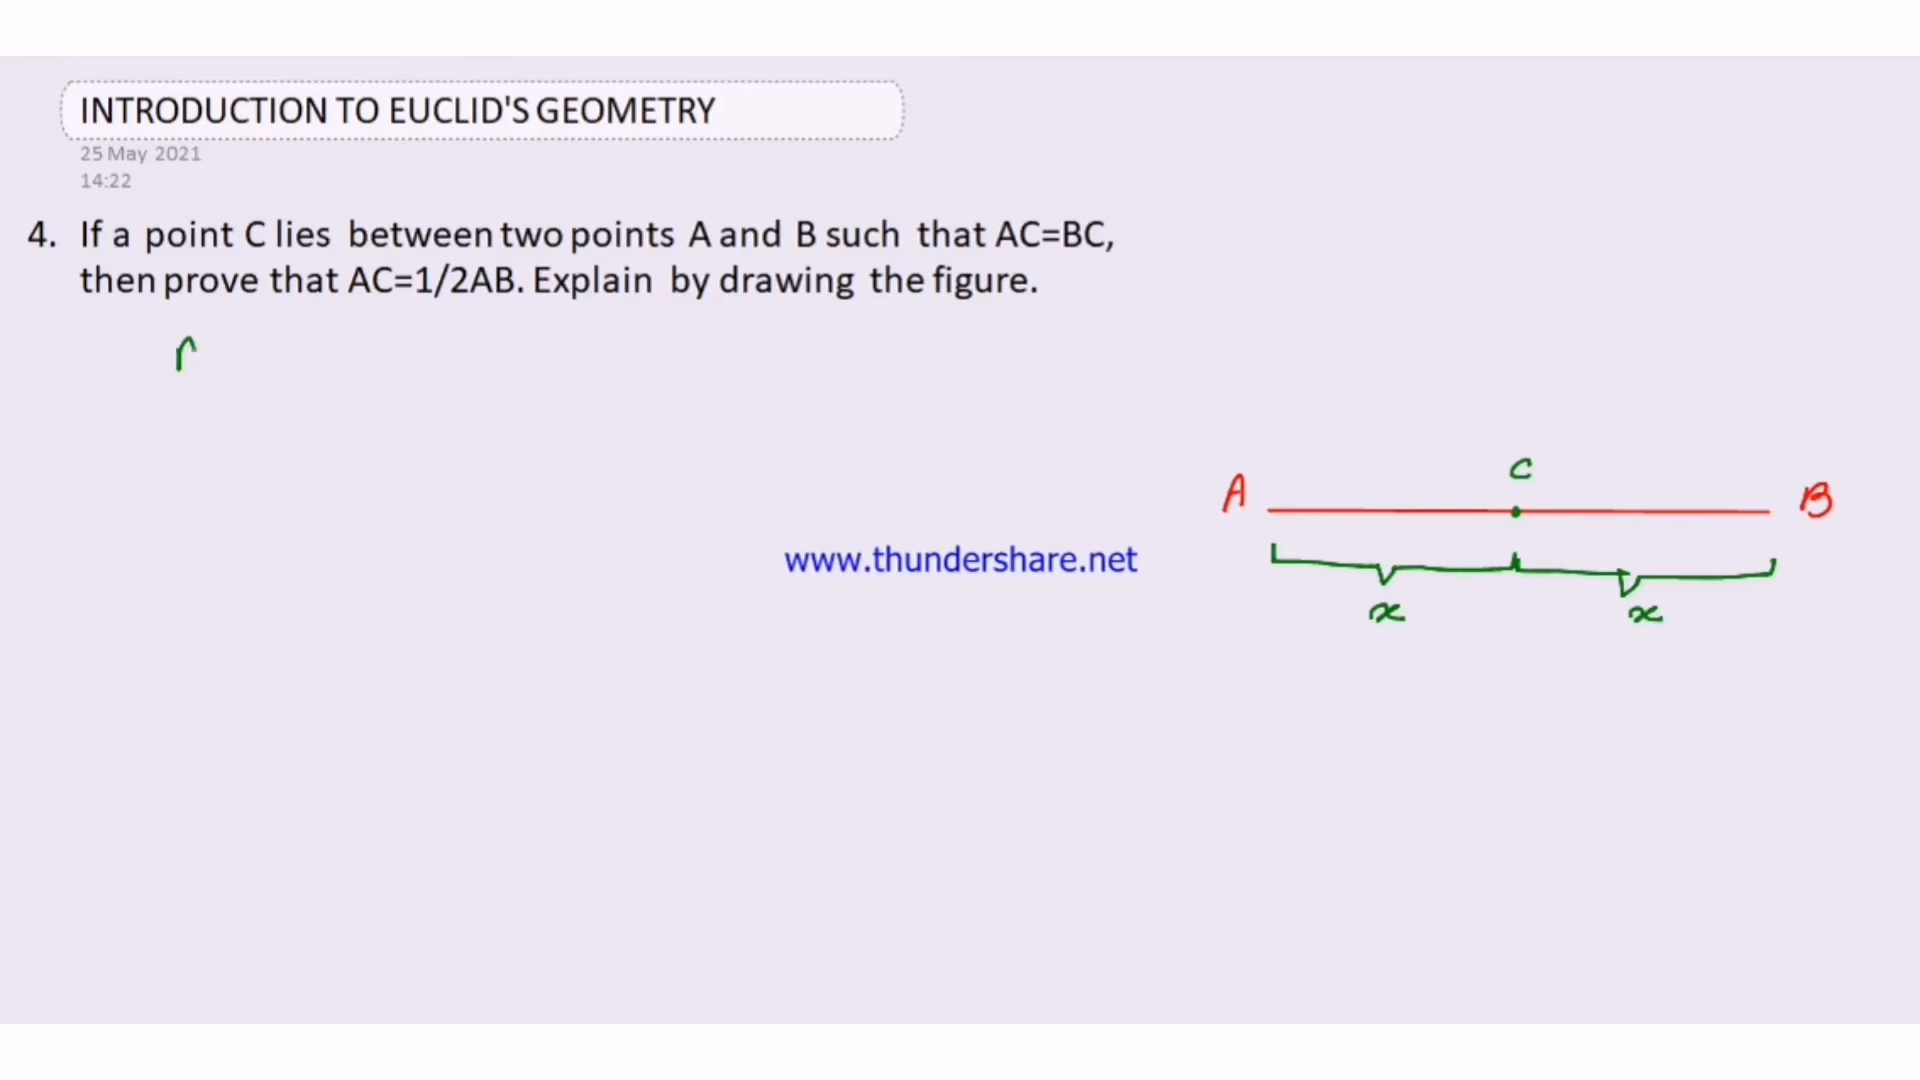 INTRODUCTION TO EUCLID'S GEOMETRY
25 May 2021
14:22
4. If a point C lies between two points A and B such that AC=BC,
then prove that AC=1/2AB. Explain by drawing the figure.
C
A B
www.thundershare.net
x x